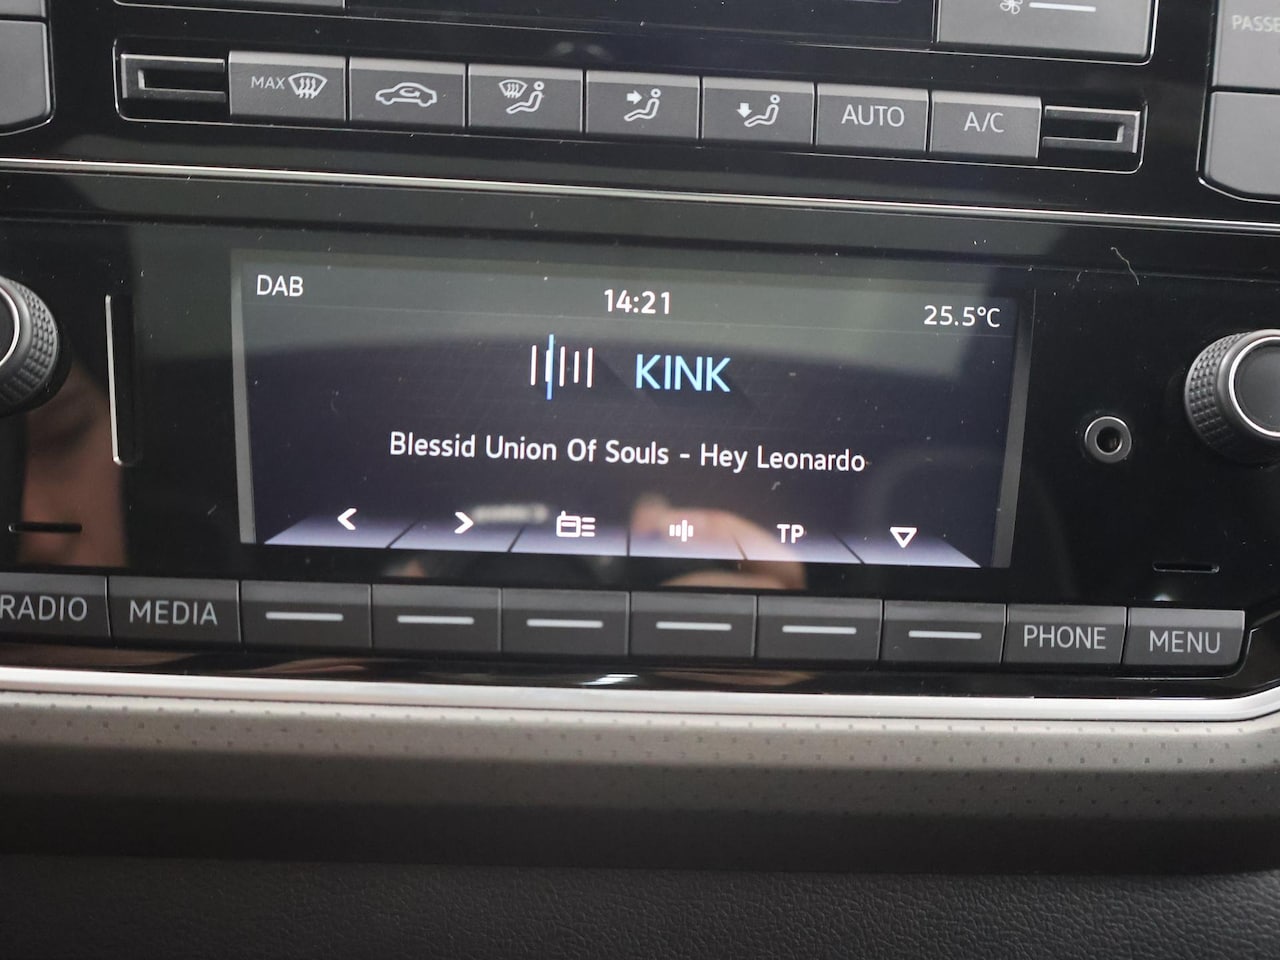 PASSE
MAX
AUTO
A/C
DAB
14:21
25.5°C
KINK
Blessid Union Of Souls - Hey Leonardo
TP
RADIO
MEDIA
PHONE
MENU